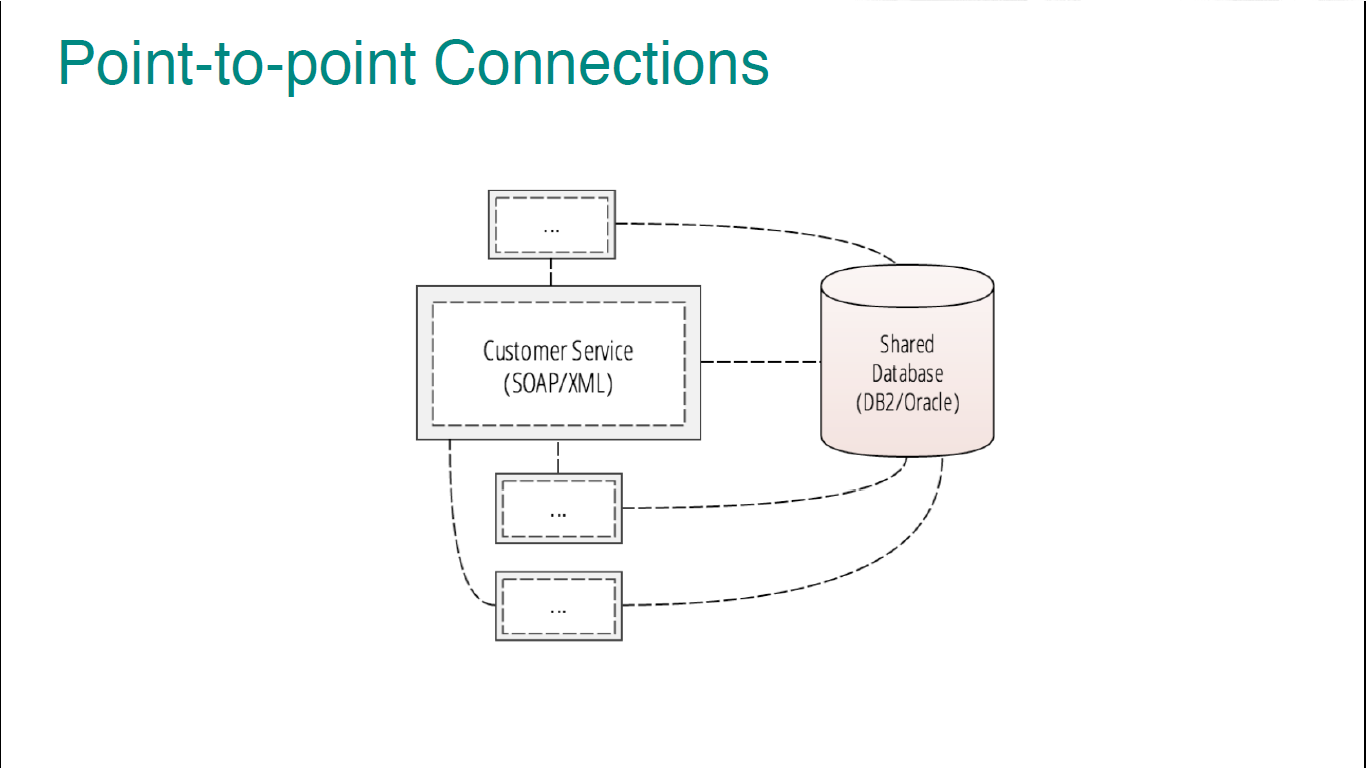 Point-to-point Connections
...
Customer Service
(SOAP/XML)
Shared
Database
(DB2/Oracle)
...
...